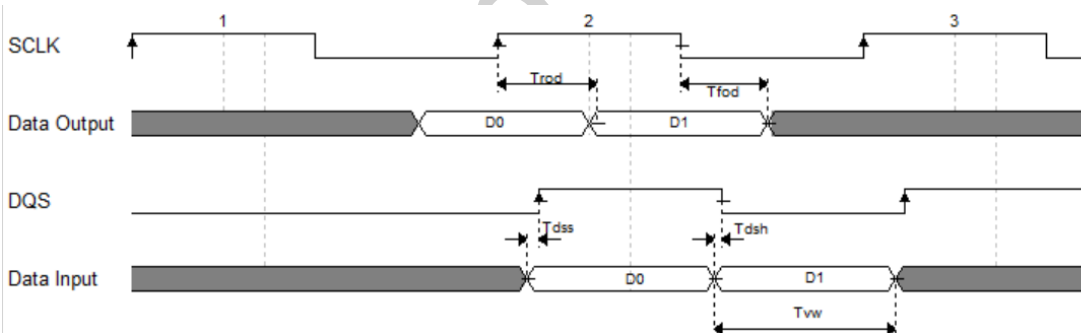 1 2 3
SCLK
Trod
Tfod
Data Output D0 D1
DQS
Tdss Tdsh
Data Input D0 D1
Tvw